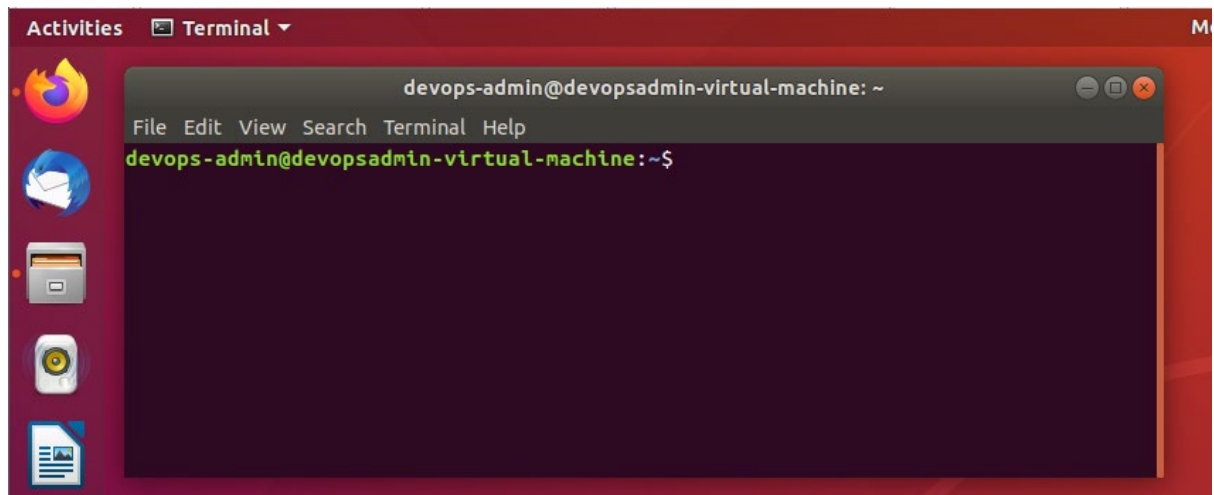 Activities Terminal
devops-admin@devopsadmin-virtual-machine: ~
File Edit View Search Terminal Help
devops-admin@devopsadmin-virtual-machine:~$